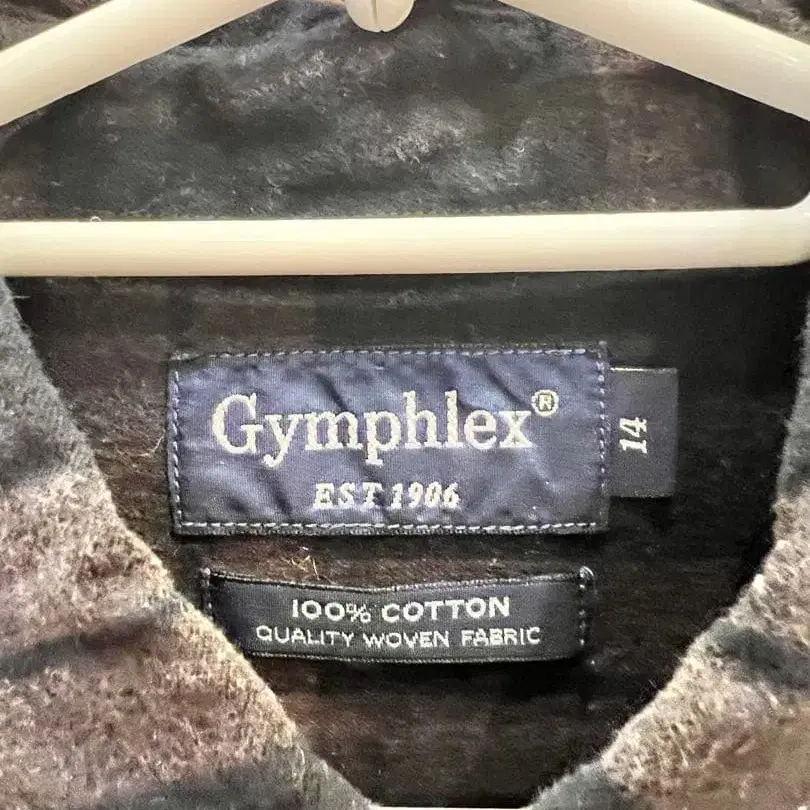 Gymphlex®
EST 1906
14
100% COTTON
QUALITY WOVEN FABRIC